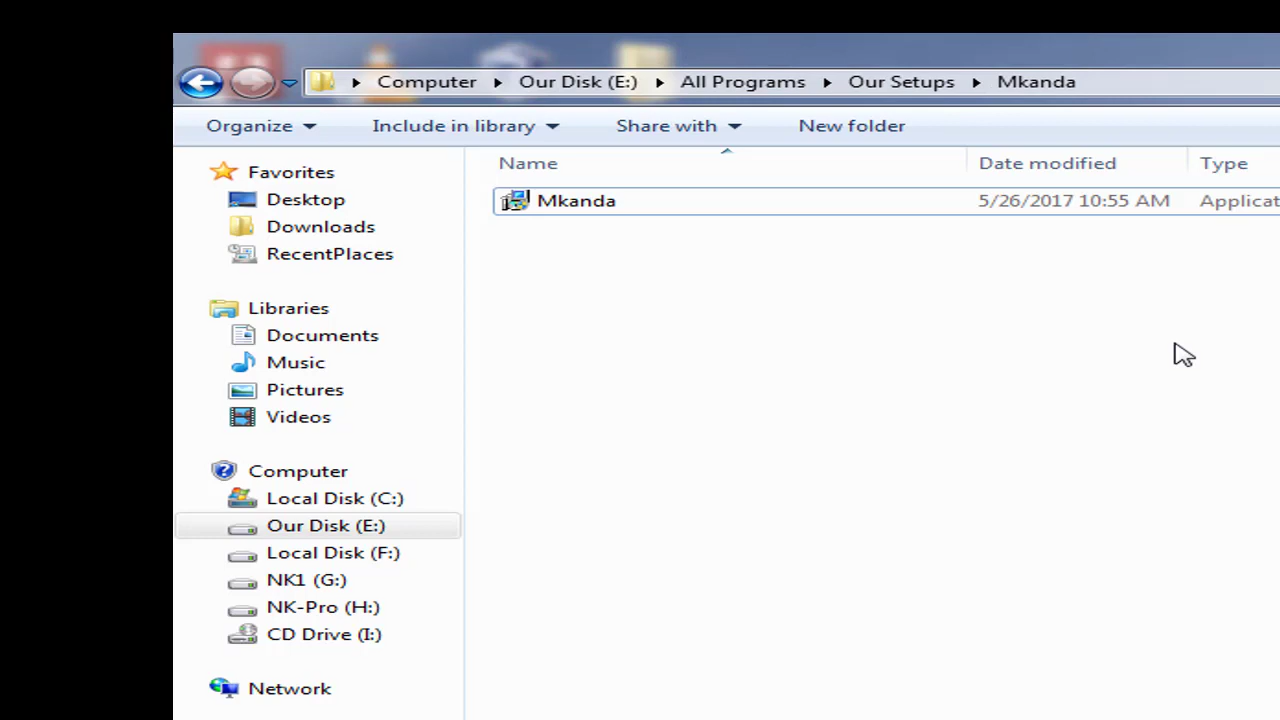 Computer Our Disk (E:) All Programs Our Setups Mkanda
Organize Include in library Share with New folder
Name Date modified Type
Mkanda 5/26/2017 10:55 AM Applicat
Favorites
Desktop
Downloads
RecentPlaces
Libraries
Documents
Music
Pictures
Videos
Computer
Local Disk (C:)
Our Disk (E:)
Local Disk (F:)
NK1 (G:)
NK-Pro (H:)
CD Drive (I:)
Network